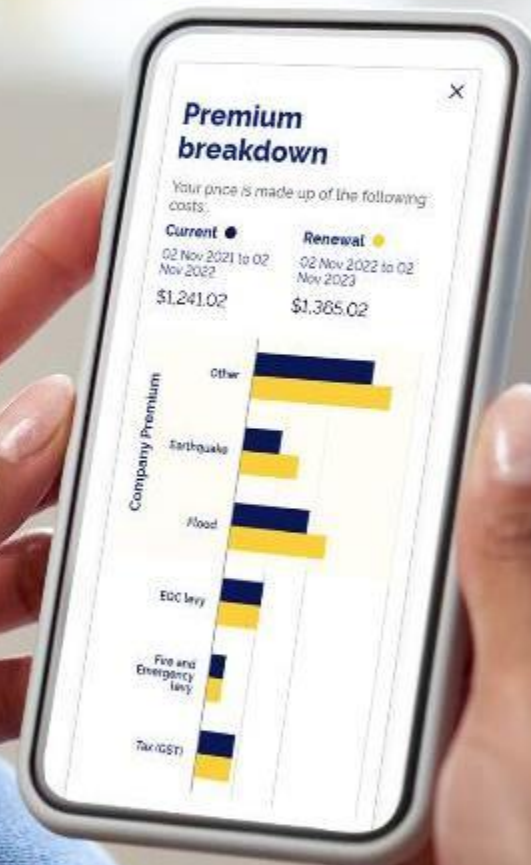 Premium
breakdown
Your price is made up of the following
costs.
Current
Renewal
02 Nov 2021 to 02
Nov 2022
02 Nov 2022 to 02
Nov 2023
$1,241.02
$1,365.02
Company Premium
Other
Earthquake
Flood
EQC levy
Fire and
Emergency
levy
Tax (GST)